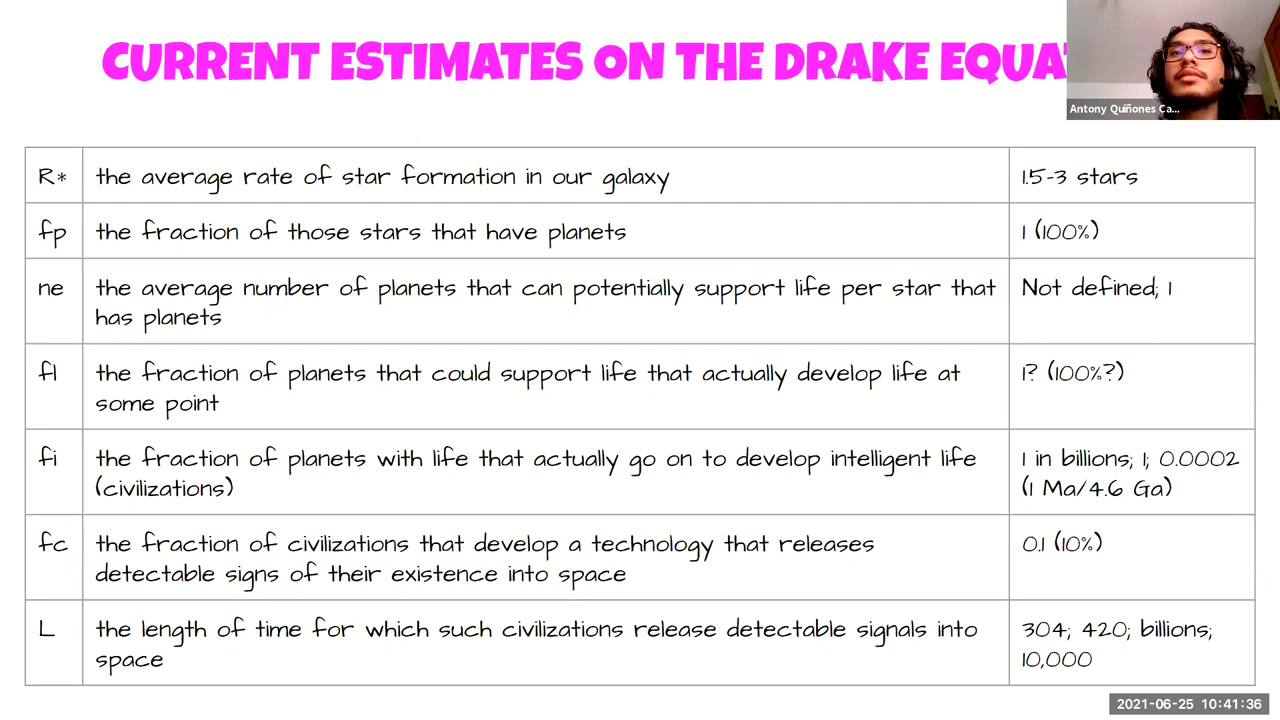 CURRENT ESTIMATES ON THE DRAKE
Antony Quiñones Ca...
R* the average rate of star formation in our galaxy 1.5-3 stars
fp the fraction of those stars that have planets 1 (100%)
ne the average number of planets that can potentially support life per star that Not defined; 1
has planets
fl the fraction of planets that could support life that actually develop life at 1? (100%?)
some point
fi the fraction of planets with life that actually go on to develop intelligent life 1 in billions; 1; 0.0002
(civilizations) (1 Ma/4.6 Ga)
fc the fraction of civilizations that develop a technology that releases 0.1 (10%)
detectable signs of their existence into space
L the length of time for which such civilizations release detectable signals into 304; 420; billions;
space 10,000
2021-06-25 10:41:36